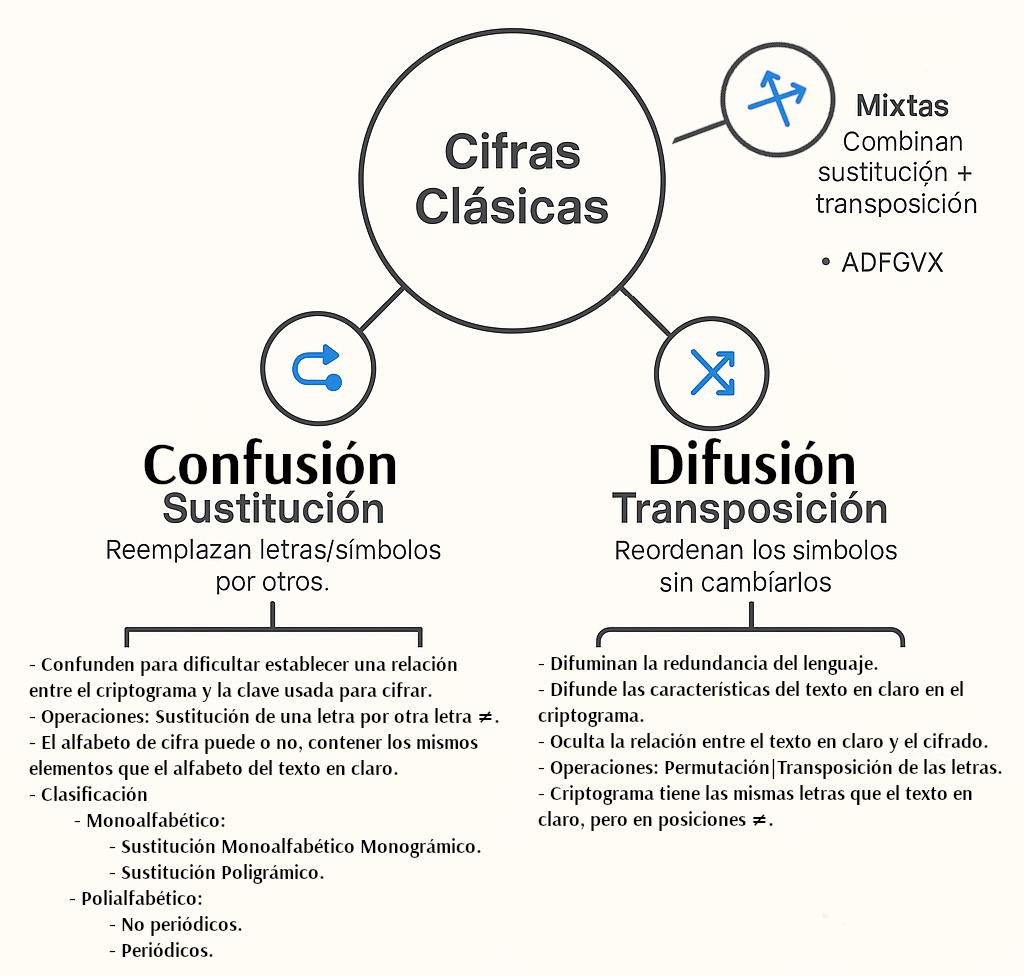 Cifras
Clásicas
Mixtas
Combinan
sustitución +
transposición
• ADFGVX
Confusión
Sustitución
Reemplazan letras/símbolos
por otros.
- Confunden para dificultar establecer una relación
entre el criptograma y la clave usada para cifrar.
- Operaciones: Sustitución de una letra por otra letra ≠.
- El alfabeto de cifra puede o no, contener los mismos
elementos que el alfabeto del texto en claro.
- Clasificación
- Monoalfabético:
- Sustitución Monoalfabético Monográmico.
- Sustitución Poligrámico.
- Polialfabético:
- No periódicos.
- Periódicos.
Difusión
Transposición
Reordenan los simbolos
sin cambíarlos
- Difuminan la redundancia del lenguaje.
- Difunde las características del texto en claro en el
criptograma.
- Oculta la relación entre el texto en claro y el cifrado.
- Operaciones: Permutación|Transposición de las letras.
- Criptograma tiene las mismas letras que el texto en
claro, pero en posiciones ≠.